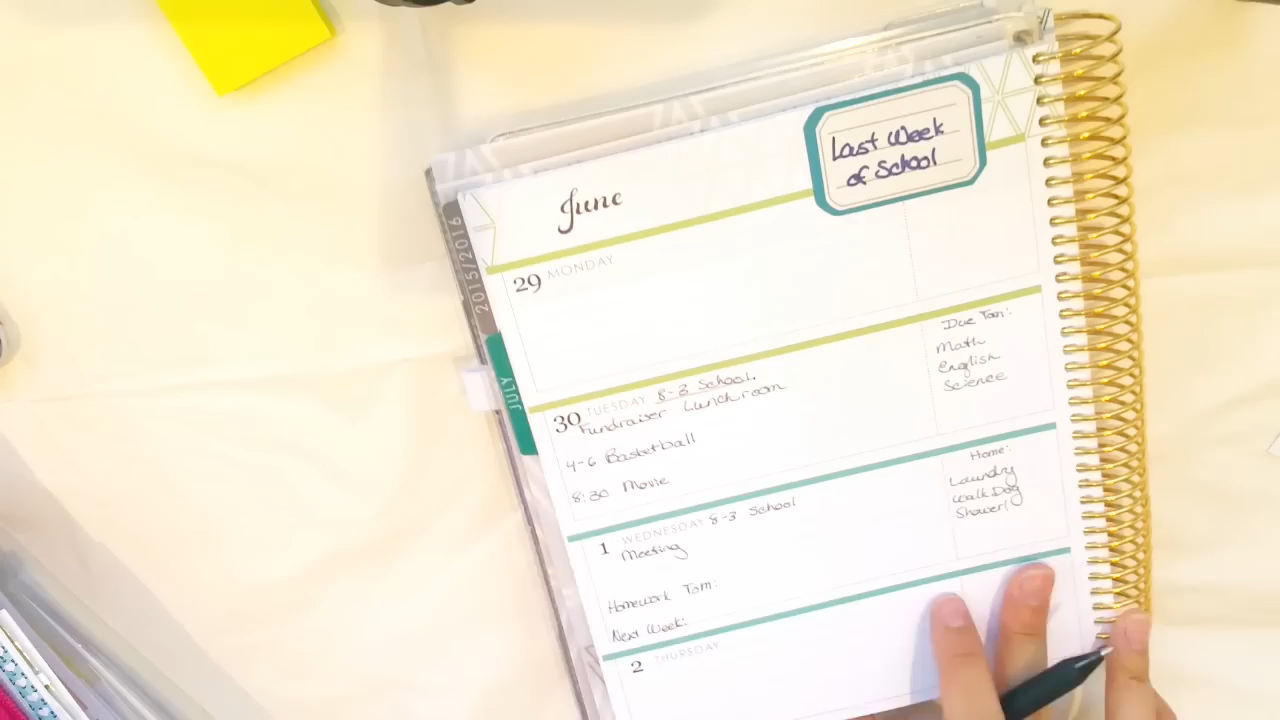 Last Week
of School
June
2015/2016
JULY
29 MONDAY
30 TUESDAY 8-3 School.
Fundraiser Lunchroom
4-6 Basketball
8:30 Movie
Due Tom:
Math
English
Science
1 WEDNESDAY 8-3 School
Meeting
Homework Tom:
Next Week:
Home:
Laundry
Walk Dog
Shower!
2 THURSDAY